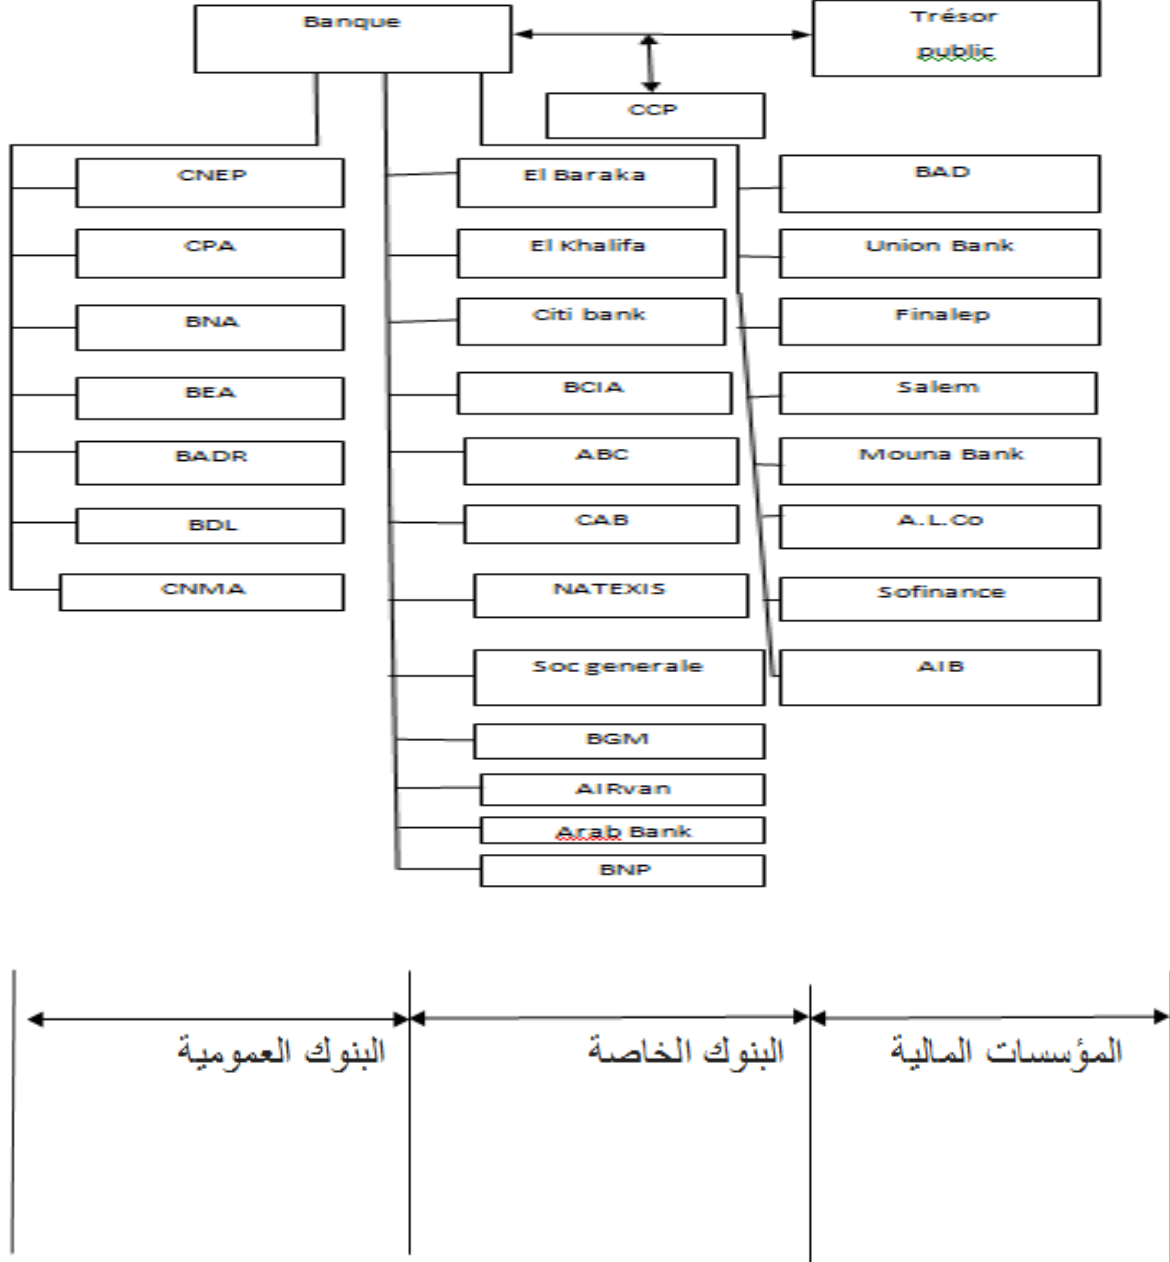 Banque
Trésor
public
CCP
CNEP
CPA
BNA
BEA
BADR
BDL
CNMA
El Baraka
El Khalifa
Citi bank
BCIA
ABC
CAB
NATEXIS
Soc generale
BGM
AIRvan
Arab Bank
BNP
BAD
Union Bank
Finalep
Salem
Mouna Bank
A.L.Co
Sofinance
AIB
البنوك العمومية
البنوك الخاصة
المؤسسات المالية